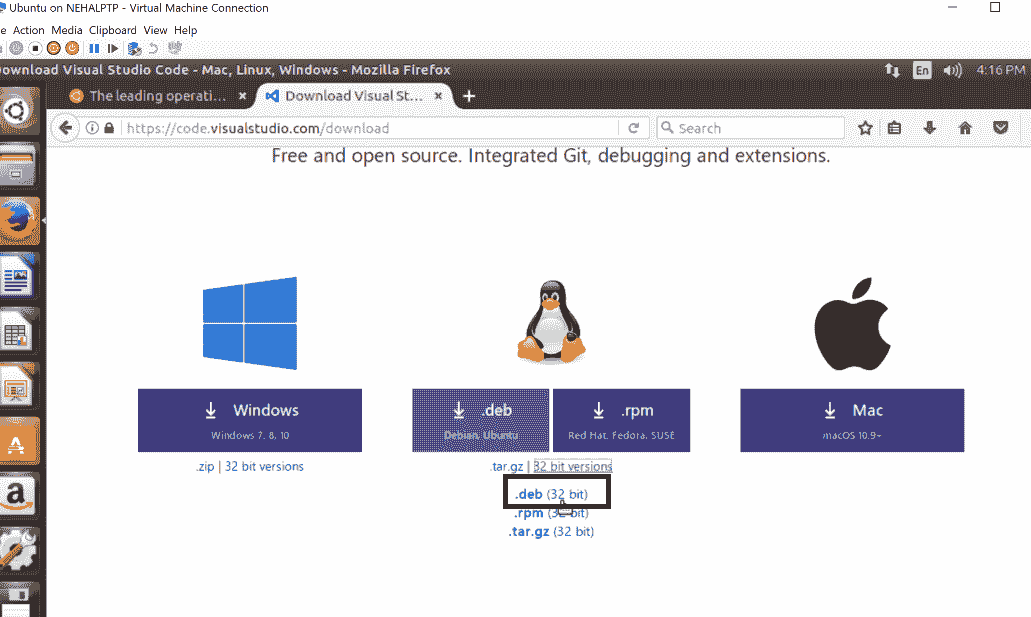 Ubuntu on NEHALPTP - Virtual Machine Connection
e Action Media Clipboard View Help
ownload Visual Studio Code - Mac, Linux, Windows - Mozilla Firefox
En 4:16 PM
The leading operati... × Download Visual St... × +
https://code.visualstudio.com/download Search
Free and open source. Integrated Git, debugging and extensions.
Windows
Windows 7, 8, 10
.deb
Debian, Ubuntu
.rpm
Red Hat, Fedora, SUSE
Mac
macOS 10.9+
.zip | 32 bit versions
.tar.gz | 32 bit versions
.deb (32 bit)
.rpm (32 bit)
.tar.gz (32 bit)